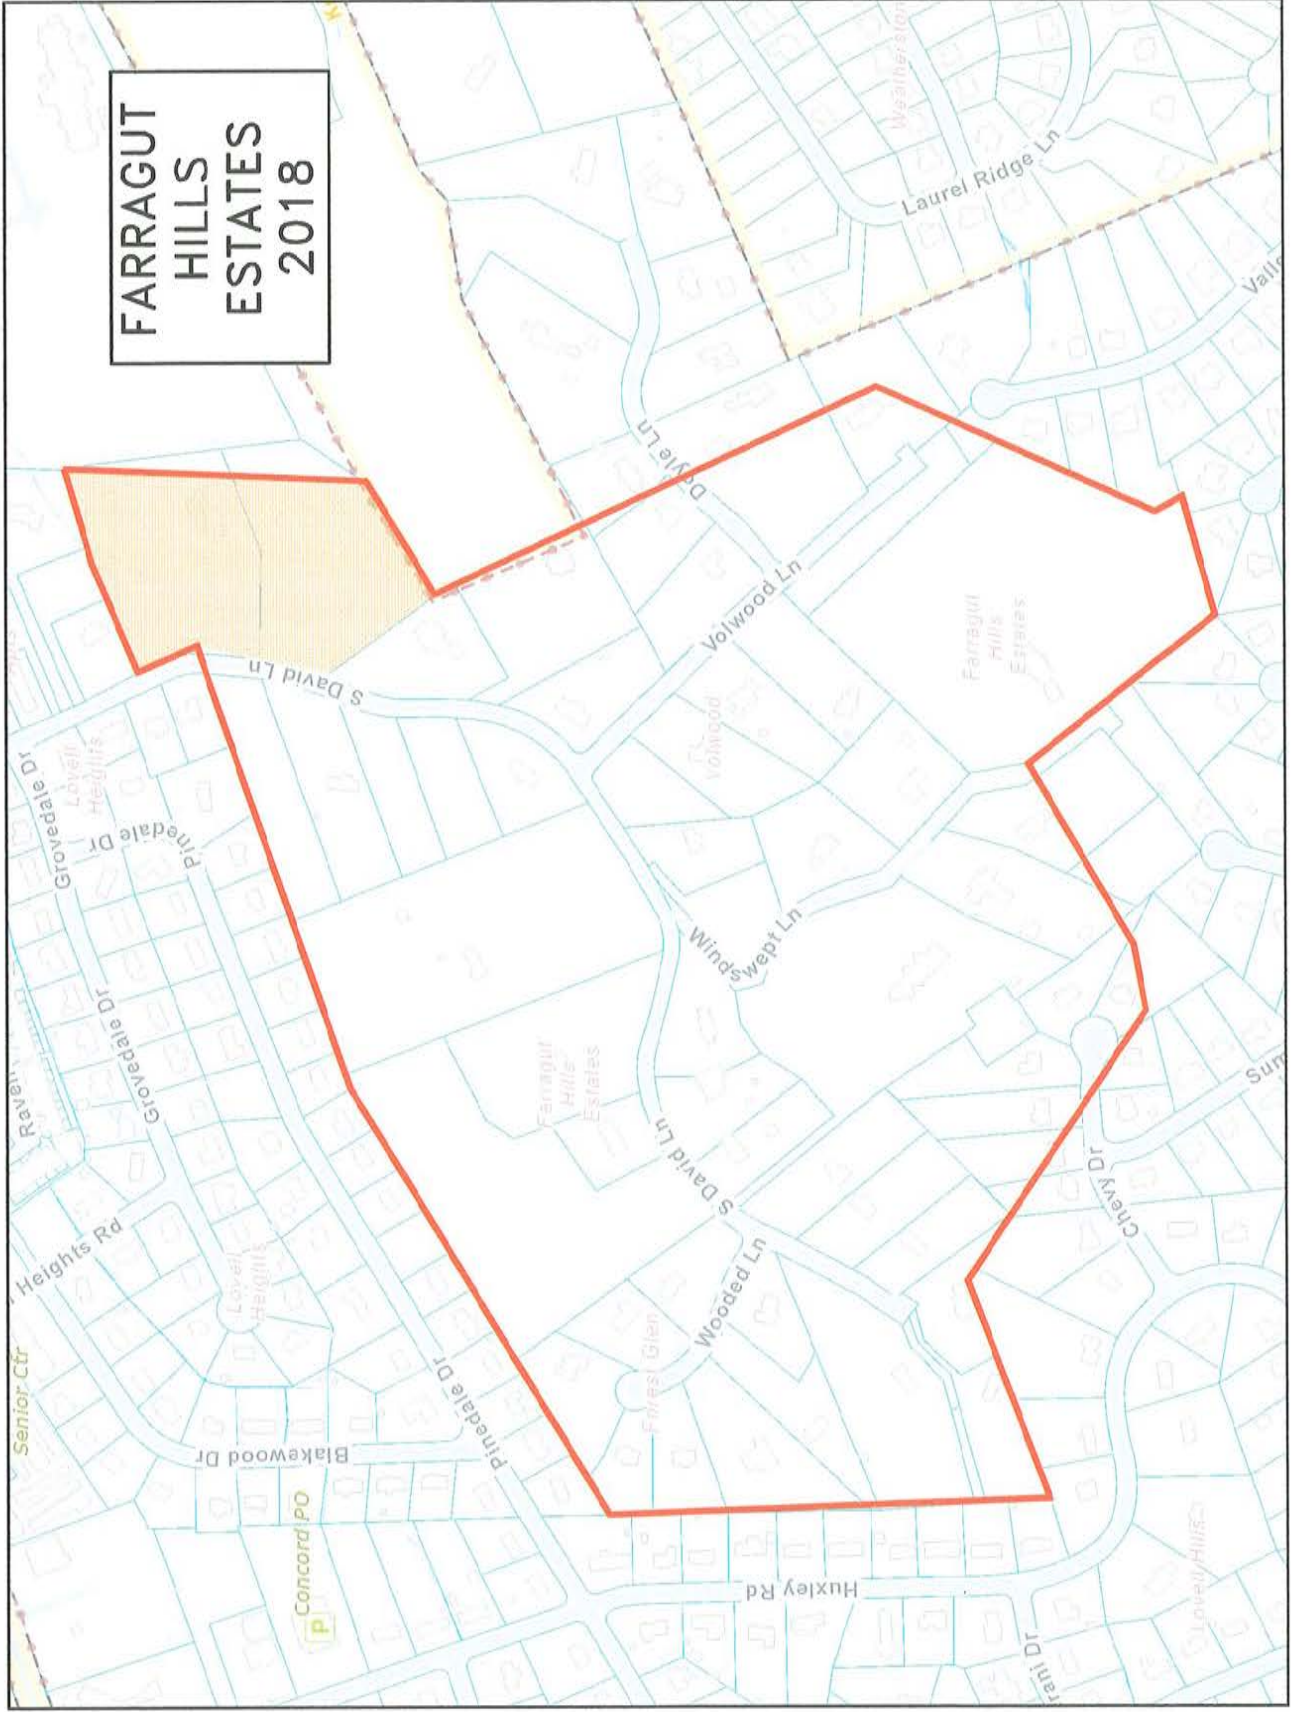 FARRAGUT
HILLS
ESTATES
2018
Senior Ctr
Heights Rd
Grovedale Dr
Grovedale Dr
Lovell
Heights
Pinedale Dr
Lovell
Heights
Blakewood Dr
P
Concord PO
Pinedale Dr
Huxley Rd
S David Ln
Doyle Ln
Volwood Ln
Volwood
Windswept Ln
Farragut
Hills
Estates
S David Ln
Wooded Ln
Forest Glen
Farragut
Hills
Estates
Laurel Ridge Ln
Chevy Dr
Lovell Hills